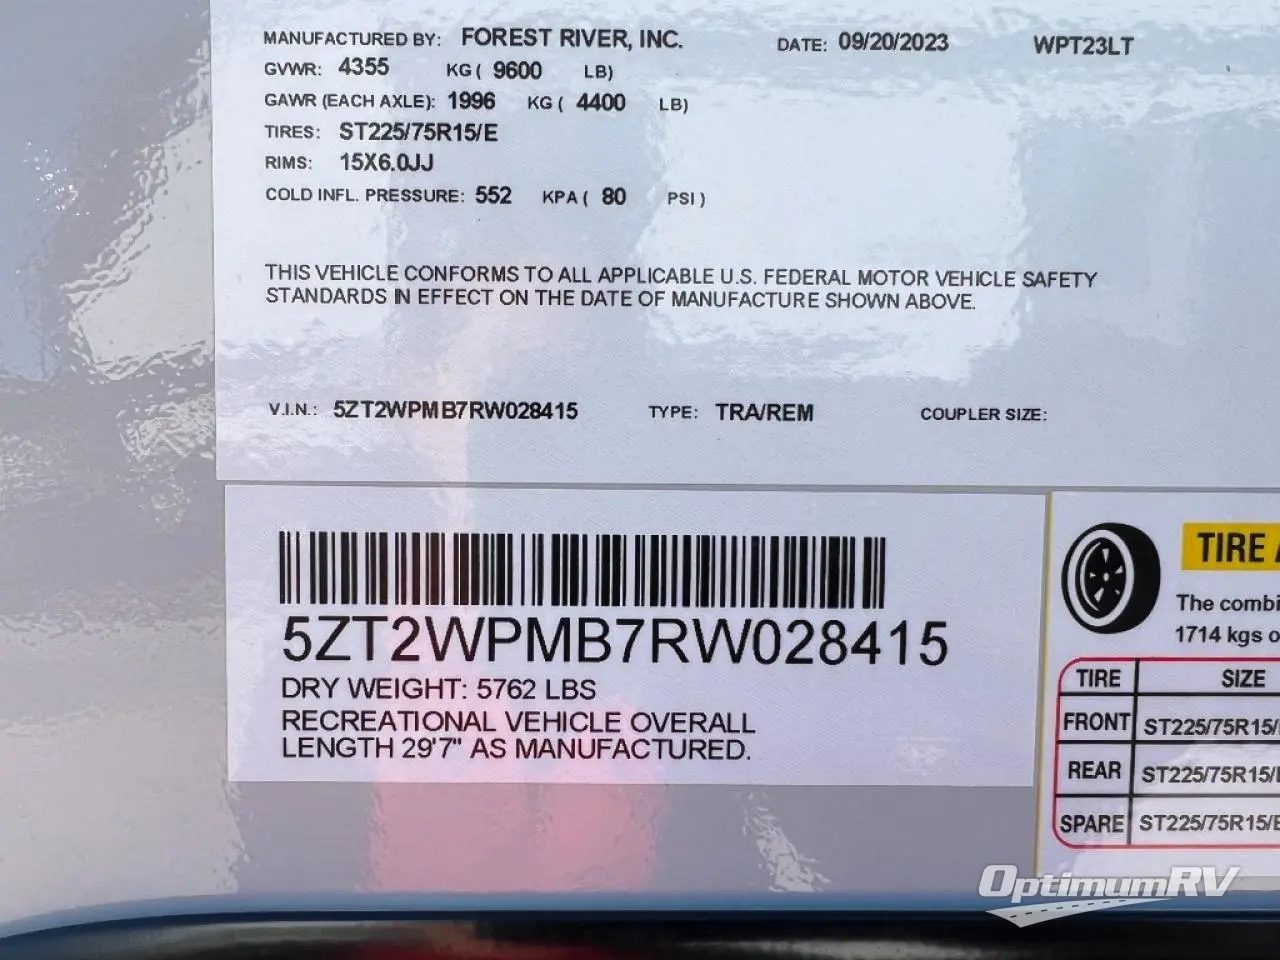 MANUFACTURED BY: FOREST RIVER, INC. DATE: 09/20/2023 WPT23LT
GVWR: 4355 KG ( 9600 LB)
GAWR (EACH AXLE): 1996 KG ( 4400 LB)
TIRES: ST225/75R15/E
RIMS: 15X6.0JJ
COLD INFL. PRESSURE: 552 KPA ( 80 PSI )
THIS VEHICLE CONFORMS TO ALL APPLICABLE U.S. FEDERAL MOTOR VEHICLE SAFETY
STANDARDS IN EFFECT ON THE DATE OF MANUFACTURE SHOWN ABOVE.
V.I.N.: 5ZT2WPMB7RW028415 TYPE: TRA/REM COUPLER SIZE:
5ZT2WPMB7RW028415
DRY WEIGHT: 5762 LBS
RECREATIONAL VEHICLE OVERALL
LENGTH 29'7" AS MANUFACTURED.
TIRE
The combi
1714 kgs o
TIRE SIZE
FRONT ST225/75R15/
REAR ST225/75R15/
SPARE ST225/75R15/E
OptimumRV